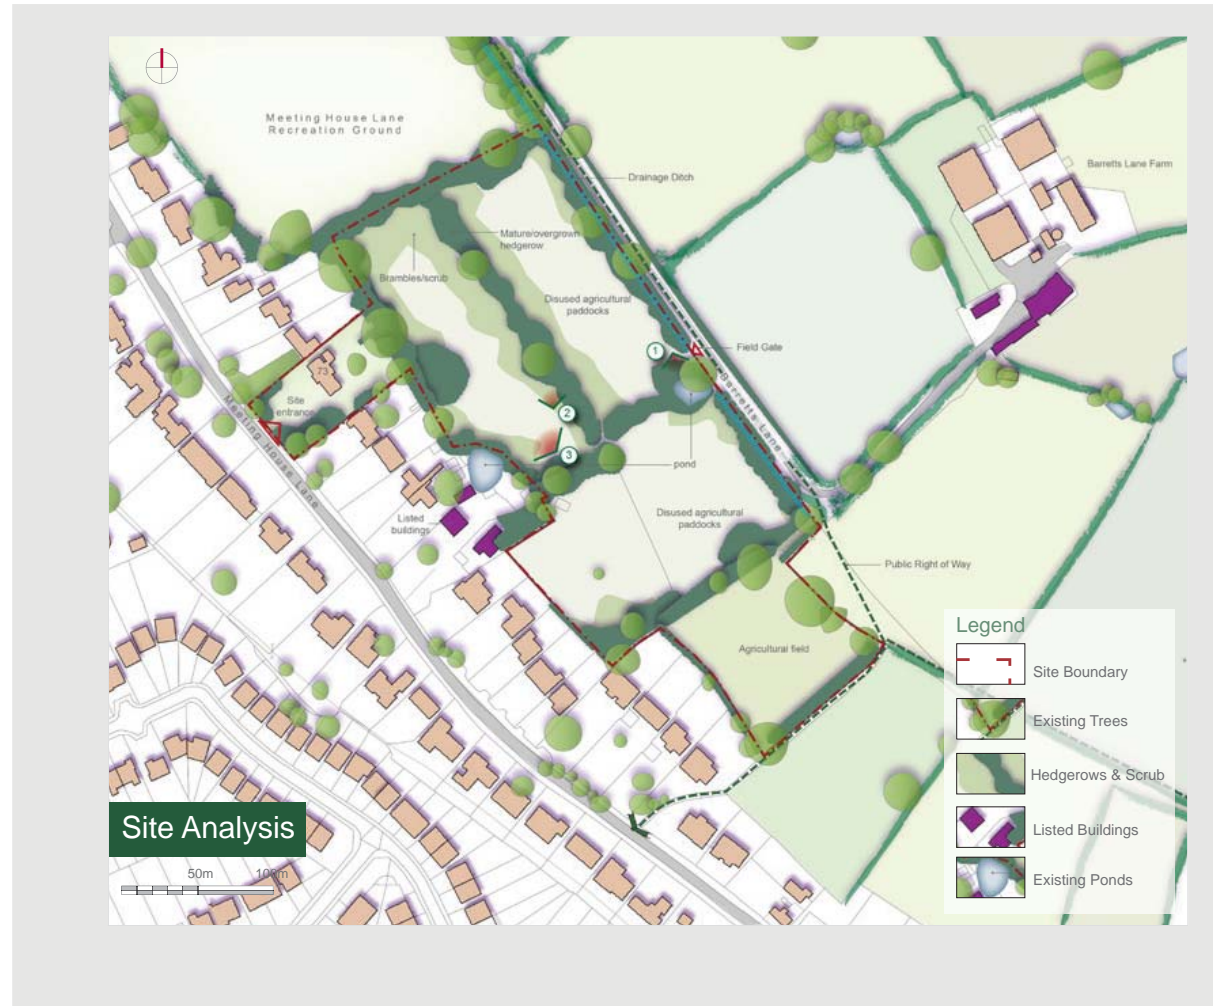 Meeting House Lane
Recreation Ground
Drainage Ditch
Barretts Lane Farm
Mature/overgrown
hedgerow
Brambles/scrub
Disused agricultural
paddocks
1
Field Gate
73
Barretts Lane
Site
entrance
2
Meeting House Lane
3
pond
Listed
buildings
Disused agricultural
paddocks
Public Right of Way
Agricultural field
Legend
Site Boundary
Existing Trees
Hedgerows & Scrub
Listed Buildings
Existing Ponds
Site Analysis
50m
100m